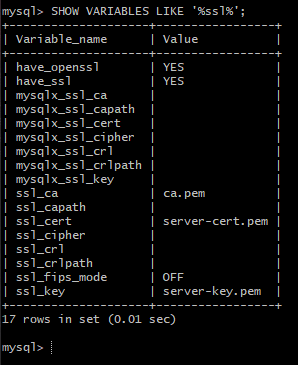 mysql> SHOW VARIABLES LIKE '%ssl%';
+--------------------+-----------------+
| Variable_name      | Value           |
+--------------------+-----------------+
| have_openssl       | YES             |
| have_ssl           | YES             |
| mysqlx_ssl_ca      |                 |
| mysqlx_ssl_capath  |                 |
| mysqlx_ssl_cert    |                 |
| mysqlx_ssl_cipher  |                 |
| mysqlx_ssl_crl     |                 |
| mysqlx_ssl_crlpath |                 |
| mysqlx_ssl_key     |                 |
| ssl_ca             | ca.pem          |
| ssl_capath         |                 |
| ssl_cert           | server-cert.pem |
| ssl_cipher         |                 |
| ssl_crl            |                 |
| ssl_crlpath        |                 |
| ssl_fips_mode      | OFF             |
| ssl_key            | server-key.pem  |
+--------------------+-----------------+
17 rows in set (0.01 sec)
mysql>